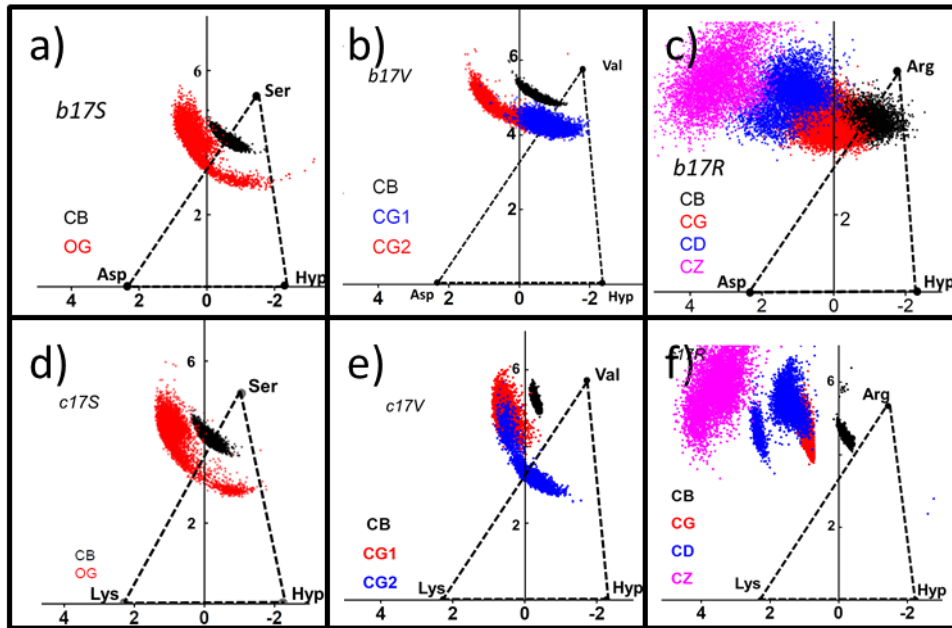 a)
6
Ser
b17S
2
CB
OG
Asp
Hyp
4 2 0 -2
b)
6
Val
b17V
4
CB
2
CG1
CG2
4 Asp 2 0 -2 Hyp
c)
Arg
b17R
2
CB
CG
CD
CZ
Asp
Hyp
4 2 0 -2
d)
6
Ser
c17S
2
CB
OG
Lys
Hyp
4 2 0 -2
e)
6
Val
c17V
2
CB
CG1
CG2
Lys
Hyp
4 2 0 -2
f)
6
Arg
CB
CG
2
CD
CZ
Lys
Hyp
4 2 0 -2